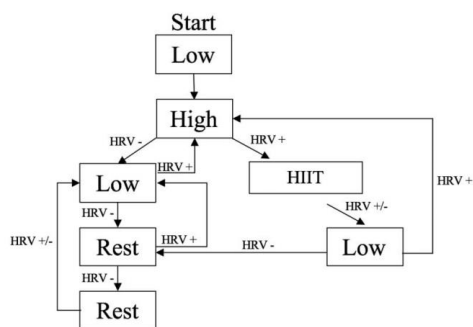 Start
Low
High
HRV -
HRV +
HRV +
Low
HIIT
HRV +
HRV -
HRV +/-
HRV +/-
Rest
HRV +
HRV -
Low
HRV -
Rest